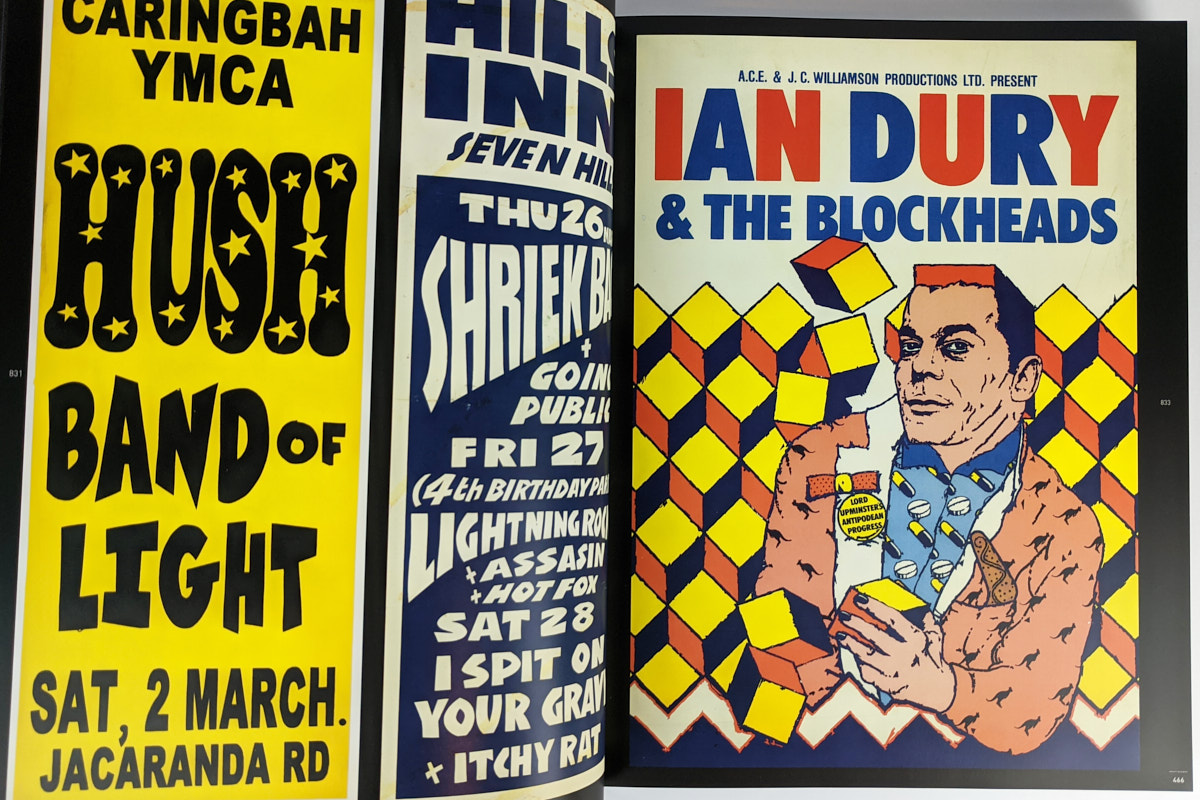 CARINGBAH
YMCA
HUSH
BAND OF
LIGHT
SAT, 2 MARCH.
JACARANDA RD
831
HILLS
INN
SEVEN HILL
THU 26
SHRIEK BA
+
GOING
PUBLIC
FRI 27
(4th BIRTHDAY PA
LIGHTNING ROC
+ ASSASIN
+ HOT FOX
SAT 28
I SPIT ON
YOUR GRAV
+ ITCHY RAT
A.C.E. & J. C. WILLIAMSON PRODUCTIONS LTD. PRESENT
IAN DURY
& THE BLOCKHEADS
LORD
UPMINSTER'S
ANTIPODEAN
PROGRESS
833
466